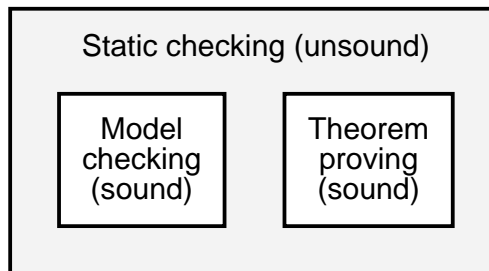 Static checking (unsound)
Model
checking
(sound)
Theorem
proving
(sound)